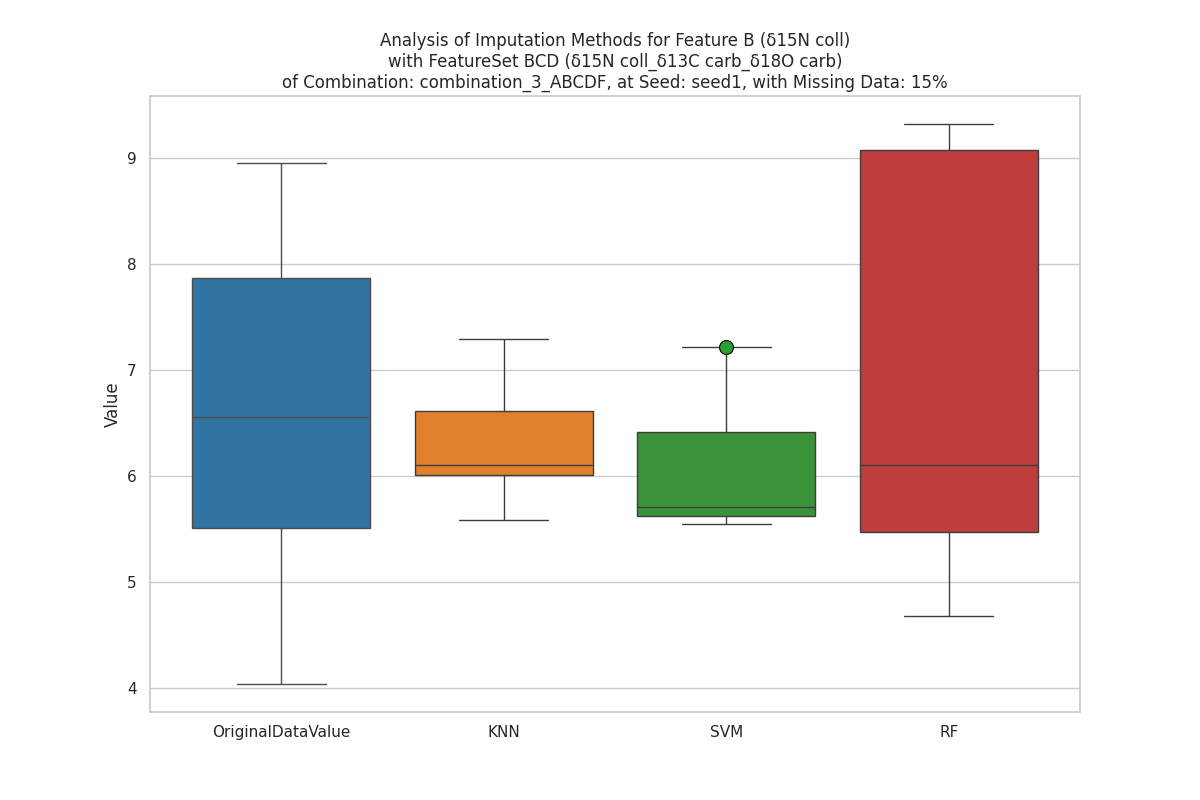 Analysis of Imputation Methods for Feature B (δ15N coll)
with FeatureSet BCD (δ15N coll_δ13C carb_δ18O carb)
of Combination: combination_3_ABCDF, at Seed: seed1, with Missing Data: 15%
9
8
7
6
5
4
Value
OriginalDataValue
KNN
SVM
RF